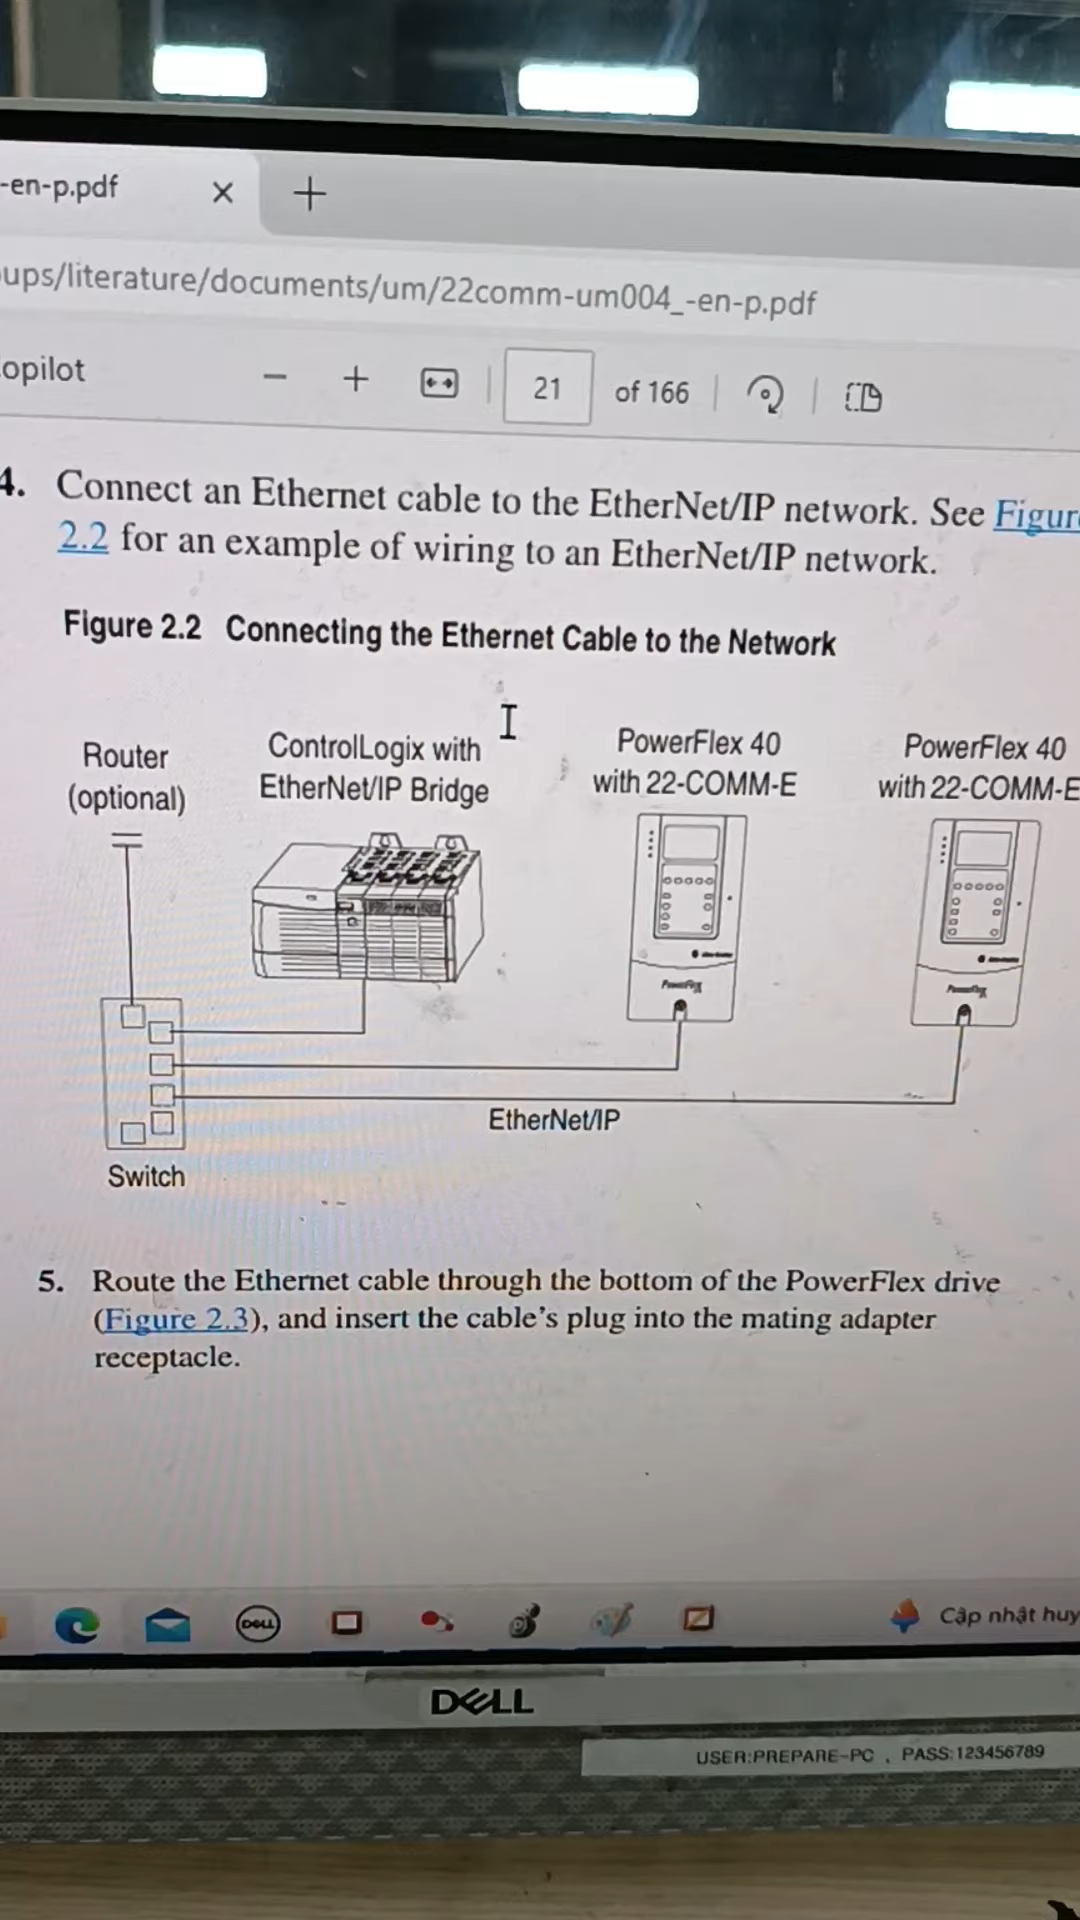 -en-p.pdf
ups/literature/documents/um/22comm-um004_-en-p.pdf
opilot
21 of 166
4. Connect an Ethernet cable to the EtherNet/IP network. See Figure
2.2 for an example of wiring to an EtherNet/IP network.
Figure 2.2 Connecting the Ethernet Cable to the Network
Router
(optional)
ControlLogix with
EtherNet/IP Bridge
PowerFlex 40
with 22-COMM-E
PowerFlex 40
with 22-COMM-E
PowerFlex
PowerFlex
EtherNet/IP
Switch
5. Route the Ethernet cable through the bottom of the PowerFlex drive
(Figure 2.3), and insert the cable's plug into the mating adapter
receptacle.
DELL
Cập nhật huy
DELL
USER:PREPARE-PC , PASS:123456789